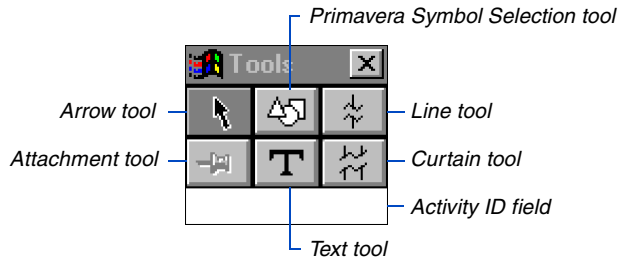 Primavera Symbol Selection tool
Tools
Arrow tool
Line tool
Attachment tool
T
Curtain tool
Activity ID field
Text tool